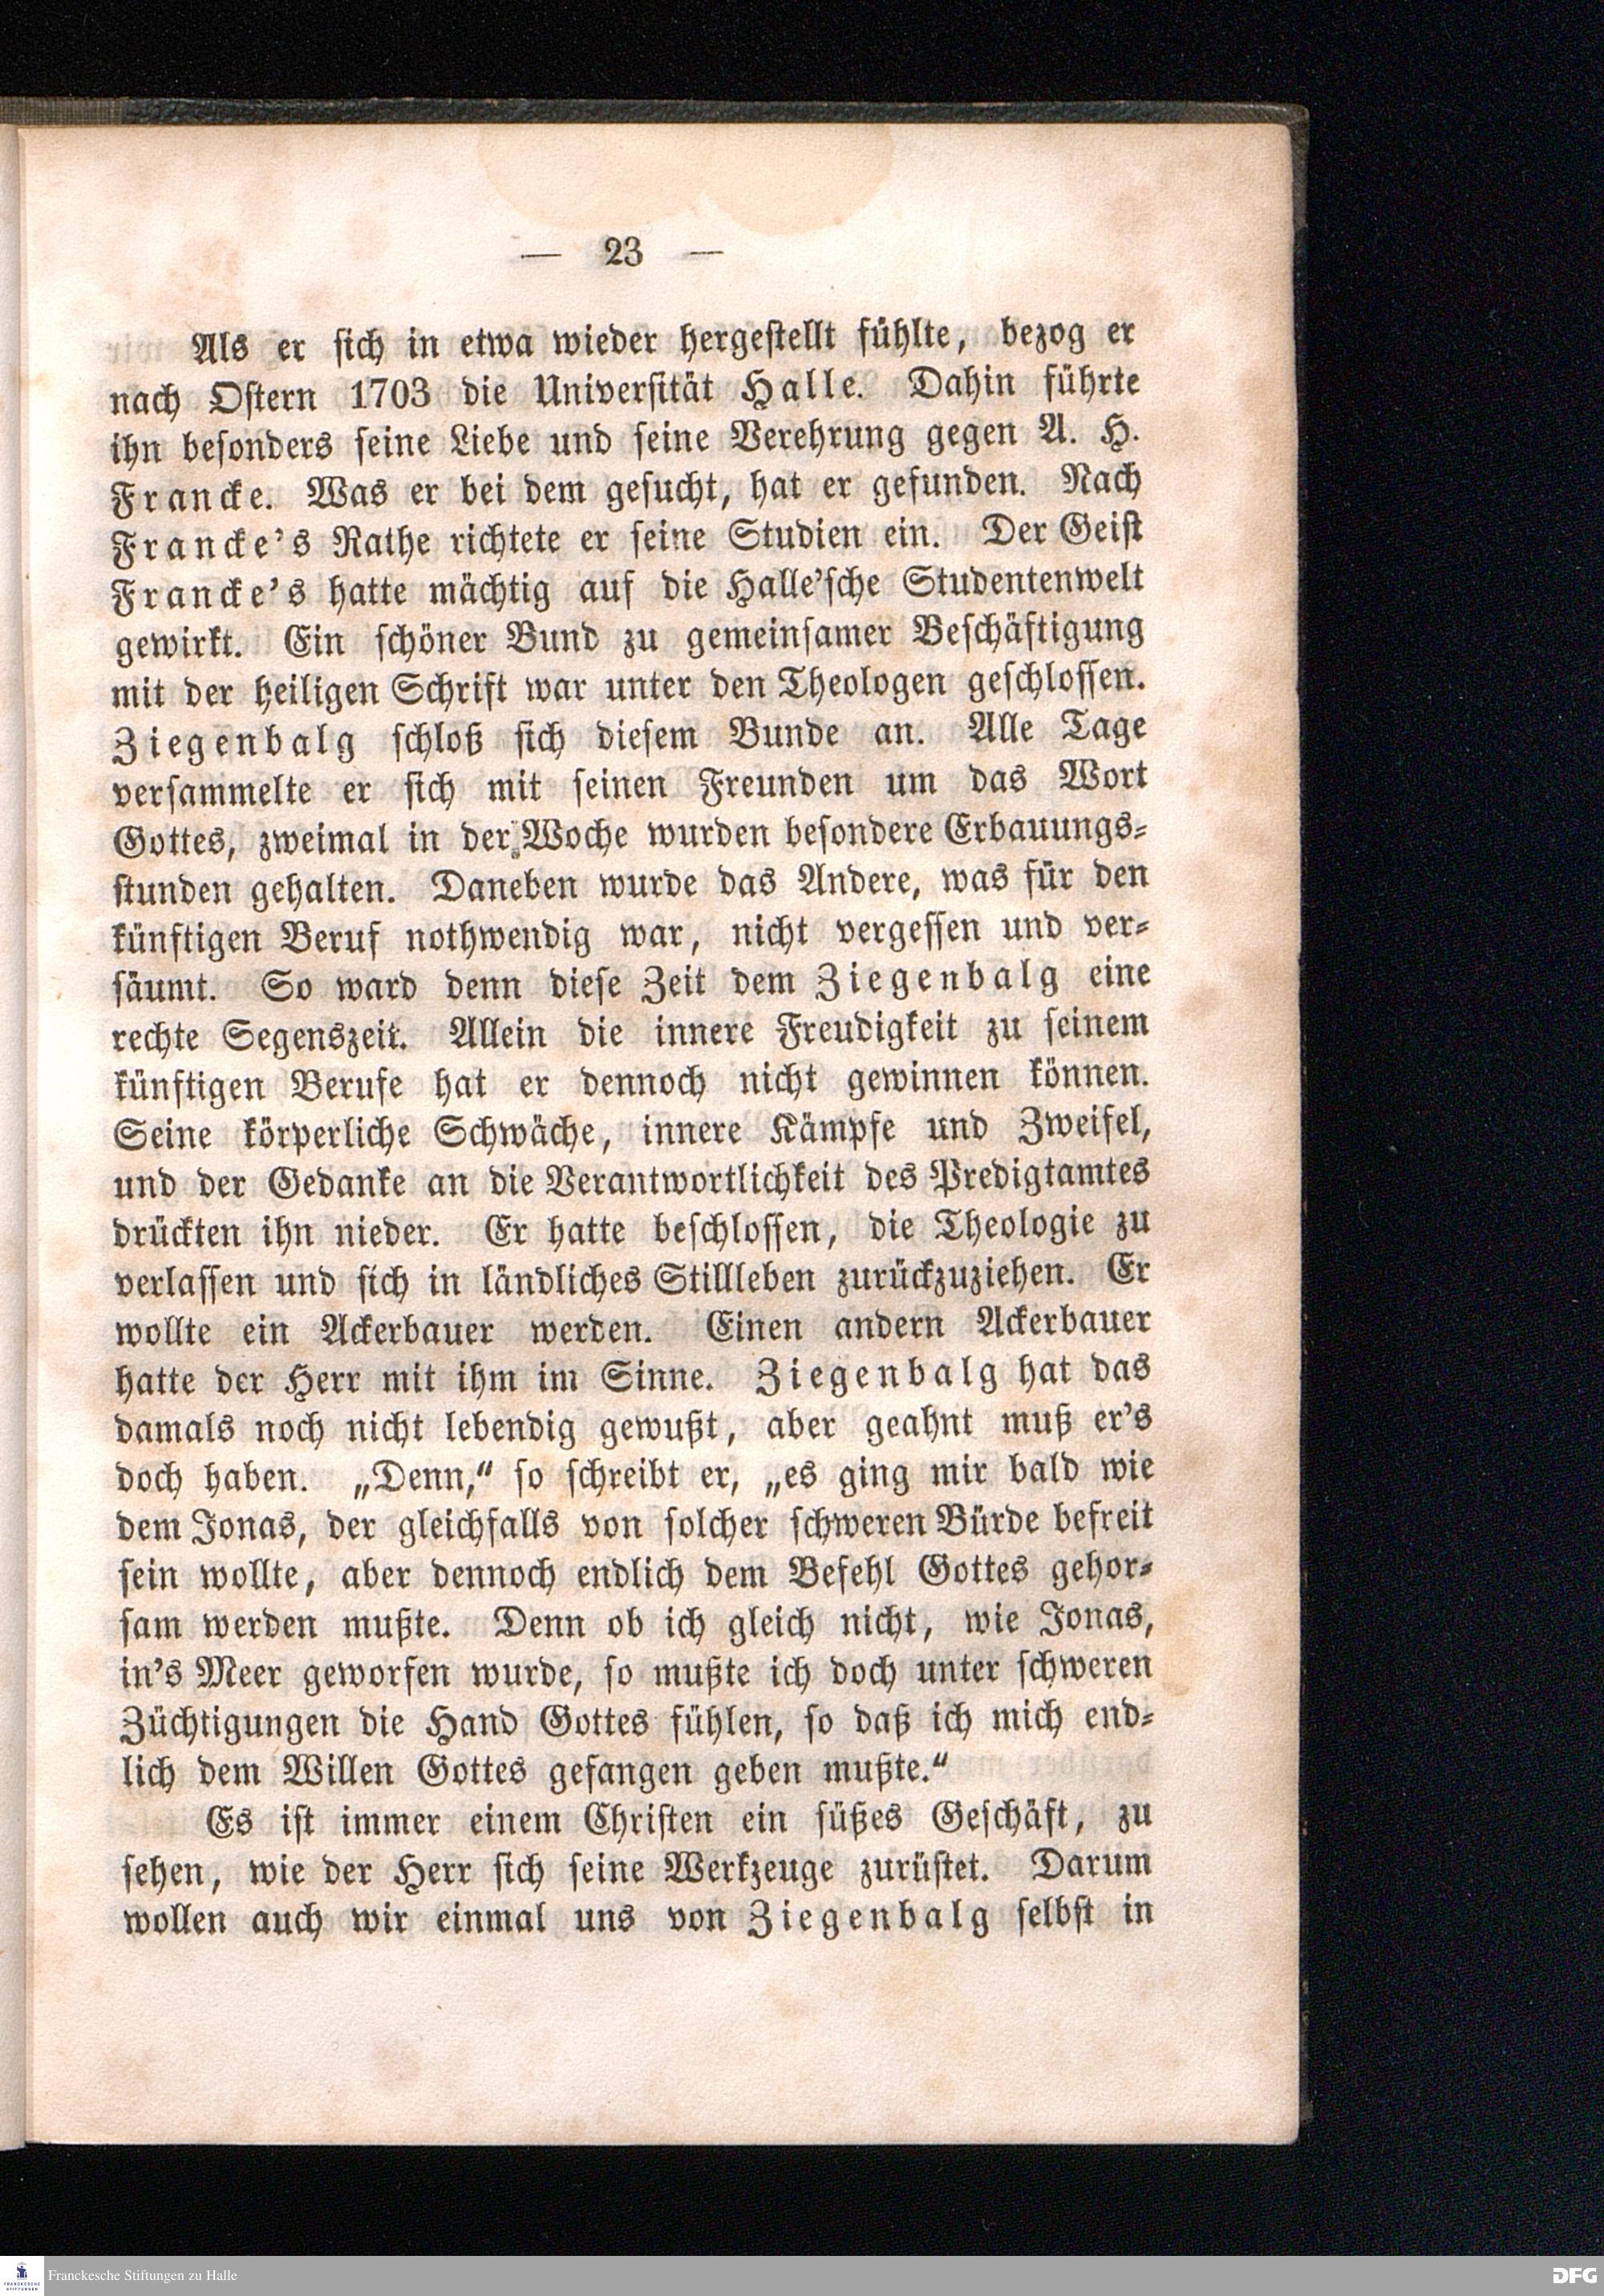 — 23 —
Als er sich in etwa wieder hergestellt fühlte, bezog er
nach Ostern 1703 die Universität Halle. Dahin führte
ihn besonders seine Liebe und seine Verehrung gegen A. H.
Francke. Was er bei dem gesucht, hat er gefunden. Nach
Francke's Rathe richtete er seine Studien ein. Der Geist
Francke's hatte mächtig auf die Halle'sche Studentenwelt
gewirkt. Ein schöner Bund zu gemeinsamer Beschäftigung
mit der heiligen Schrift war unter den Theologen geschlossen.
Ziegenbalg schloß sich diesem Bunde an. Alle Tage
versammelte er sich mit seinen Freunden um das Wort
Gottes, zweimal in der Woche wurden besondere Erbauungs-
stunden gehalten. Daneben wurde das Andere, was für den
künftigen Beruf nothwendig war, nicht vergessen und ver-
säumt. So ward denn diese Zeit dem Ziegenbalg eine
rechte Segenszeit. Allein die innere Freudigkeit zu seinem
künftigen Berufe hat er dennoch nicht gewinnen können.
Seine körperliche Schwäche, innere Kämpfe und Zweifel,
und der Gedanke an die Verantwortlichkeit des Predigtamtes
drückten ihn nieder. Er hatte beschlossen, die Theologie zu
verlassen und sich in ländliches Stillleben zurückzuziehen. Er
wollte ein Ackerbauer werden. Einen andern Ackerbauer
hatte der Herr mit ihm im Sinne. Ziegenbalg hat das
damals noch nicht lebendig gewußt, aber geahnt muß er's
doch haben. „Denn,“ so schreibt er, „es ging mir bald wie
dem Jonas, der gleichfalls von solcher schweren Bürde befreit
sein wollte, aber dennoch endlich dem Befehl Gottes gehor-
sam werden mußte. Denn ob ich gleich nicht, wie Jonas,
in's Meer geworfen wurde, so mußte ich doch unter schweren
Züchtigungen die Hand Gottes fühlen, so daß ich mich end-
lich dem Willen Gottes gefangen geben mußte.“
Es ist immer einem Christen ein süßes Geschäft, zu
sehen, wie der Herr sich seine Werkzeuge zurüstet. Darum
wollen auch wir einmal uns von Ziegenbalg selbst in
FRANCKESCHE
STIFTUNGEN
Franckesche Stiftungen zu Halle
DFG